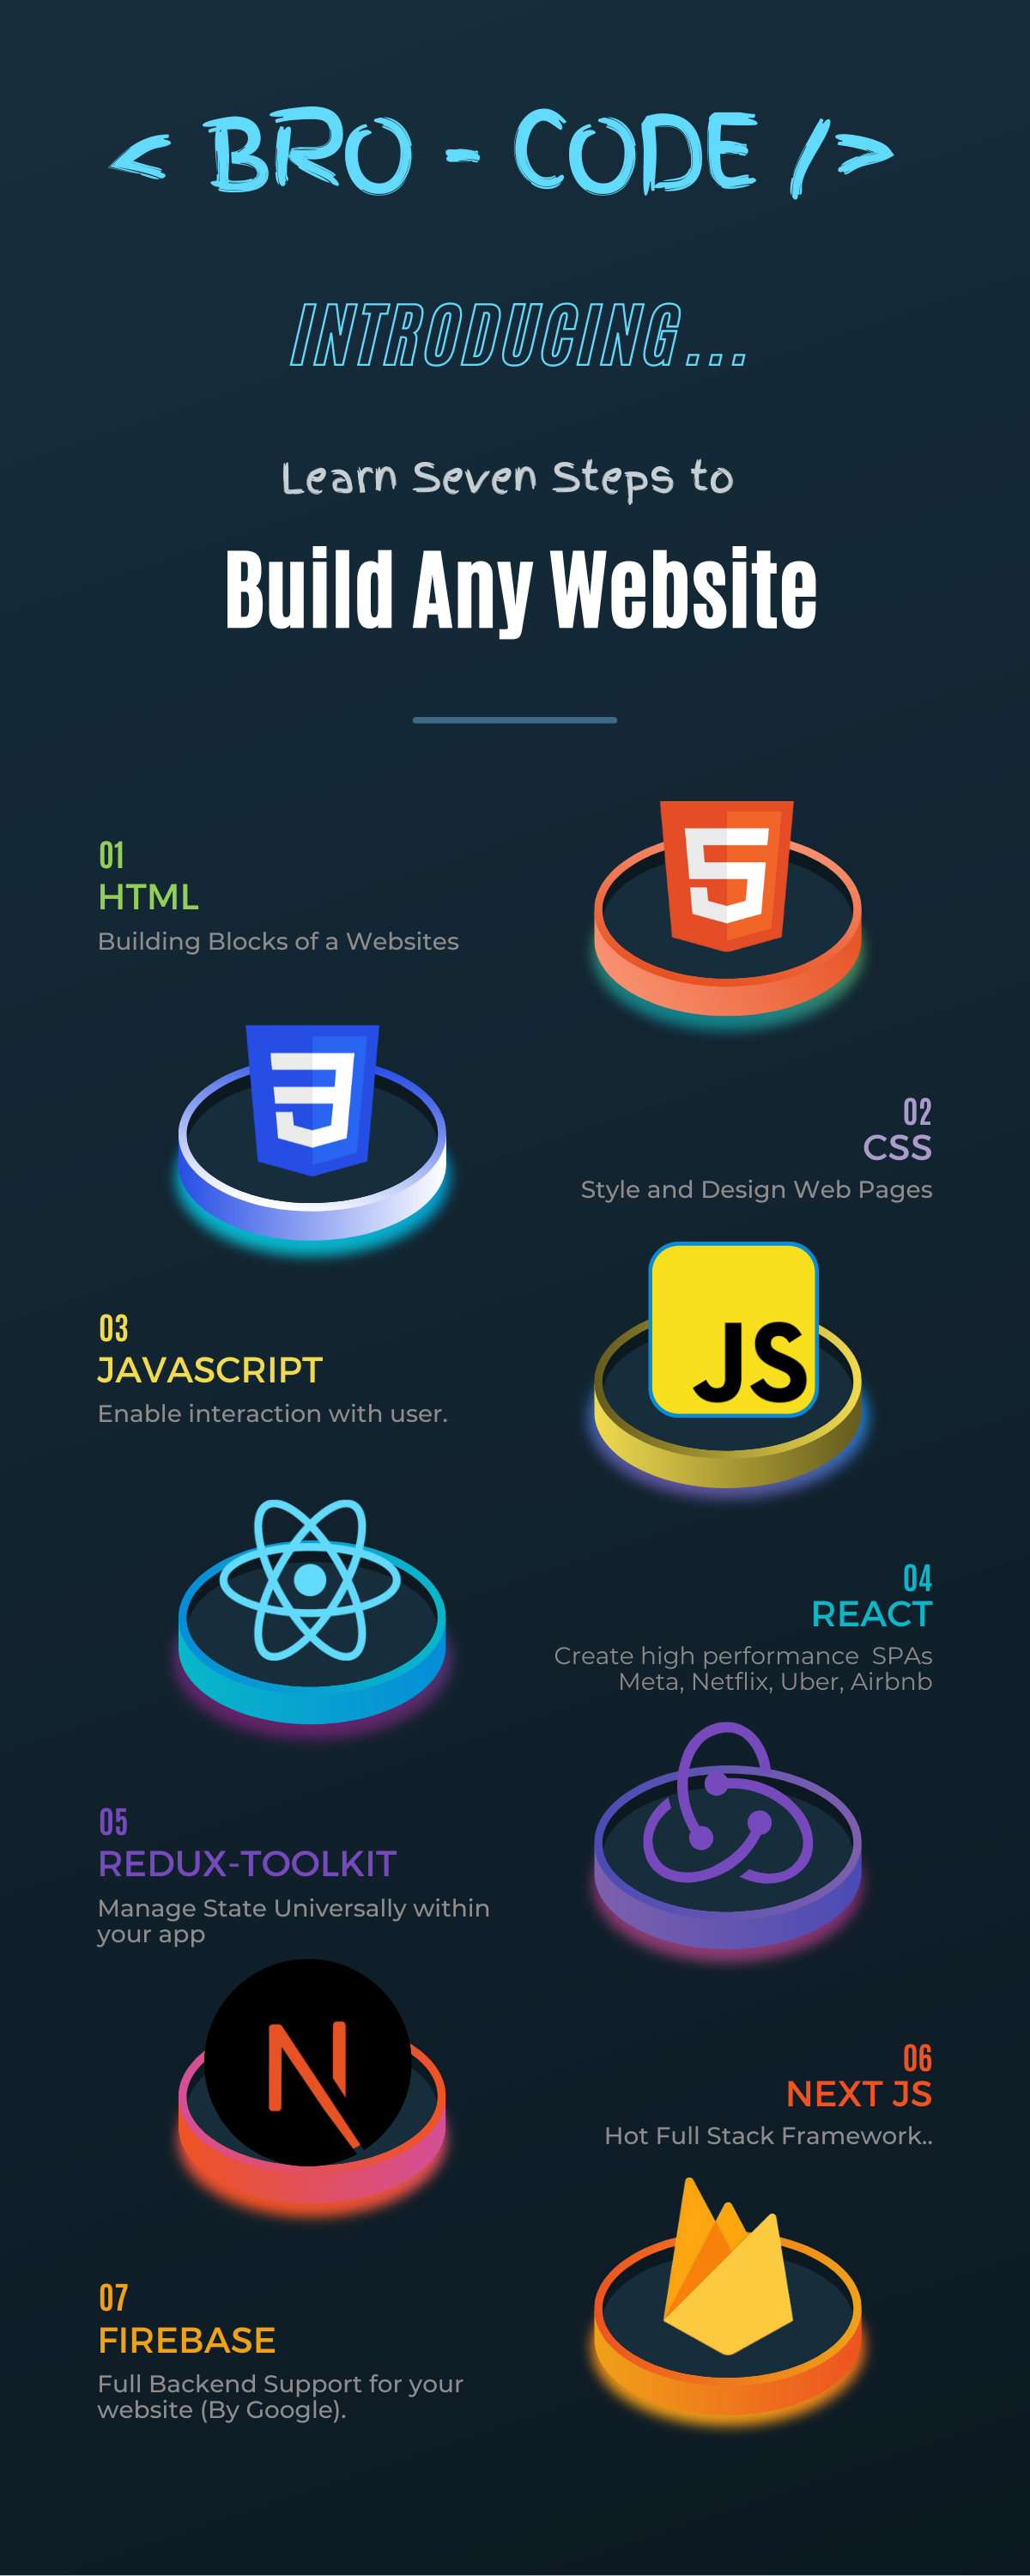 < BRO - CODE />
INTRODUCING...
Learn Seven Steps to
Build Any Website
01
HTML
Building Blocks of a Websites
02
CSS
Style and Design Web Pages
JS
03
JAVASCRIPT
Enable interaction with user.
04
REACT
Create high performance  SPAs
Meta, Netflix, Uber, Airbnb
05
REDUX-TOOLKIT
Manage State Universally within
your app
N
06
NEXT JS
Hot Full Stack Framework..
07
FIREBASE
Full Backend Support for your
website (By Google).